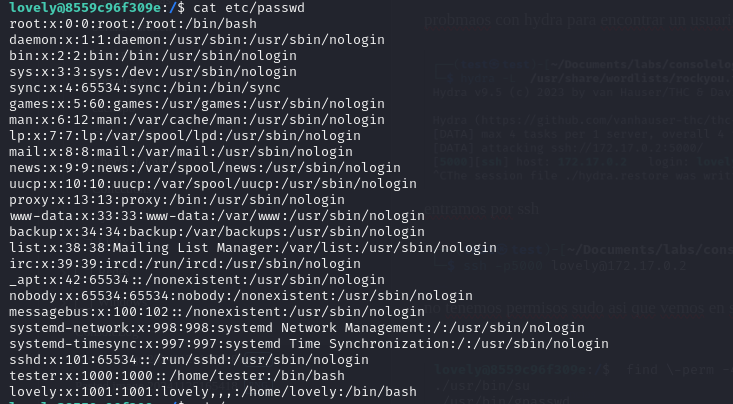 lovely@8559c96f309e:/$ cat etc/passwd
root:x:0:0:root:/root:/bin/bash
daemon:x:1:1:daemon:/usr/sbin:/usr/sbin/nologin
bin:x:2:2:bin:/bin:/usr/sbin/nologin
sys:x:3:3:sys:/dev:/usr/sbin/nologin
sync:x:4:65534:sync:/bin:/bin/sync
games:x:5:60:games:/usr/games:/usr/sbin/nologin
man:x:6:12:man:/var/cache/man:/usr/sbin/nologin
lp:x:7:7:lp:/var/spool/lpd:/usr/sbin/nologin
mail:x:8:8:mail:/var/mail:/usr/sbin/nologin
news:x:9:9:news:/var/spool/news:/usr/sbin/nologin
uucp:x:10:10:uucp:/var/spool/uucp:/usr/sbin/nologin
proxy:x:13:13:proxy:/bin:/usr/sbin/nologin
www-data:x:33:33:www-data:/var/www:/usr/sbin/nologin
backup:x:34:34:backup:/var/backups:/usr/sbin/nologin
list:x:38:38:Mailing List Manager:/var/list:/usr/sbin/nologin
irc:x:39:39:ircd:/run/ircd:/usr/sbin/nologin
_apt:x:42:65534::/nonexistent:/usr/sbin/nologin
nobody:x:65534:65534:nobody:/nonexistent:/usr/sbin/nologin
messagebus:x:100:102::/nonexistent:/usr/sbin/nologin
systemd-network:x:998:998:systemd Network Management:/:/usr/sbin/nologin
systemd-timesync:x:997:997:systemd Time Synchronization:/:/usr/sbin/nologin
sshd:x:101:65534::/run/sshd:/usr/sbin/nologin
tester:x:1000:1000::/home/tester:/bin/bash
lovely:x:1001:1001:lovely,,,:/home/lovely:/bin/bash
probnaos con hydra para encontrar un usuari
entramos por ssh